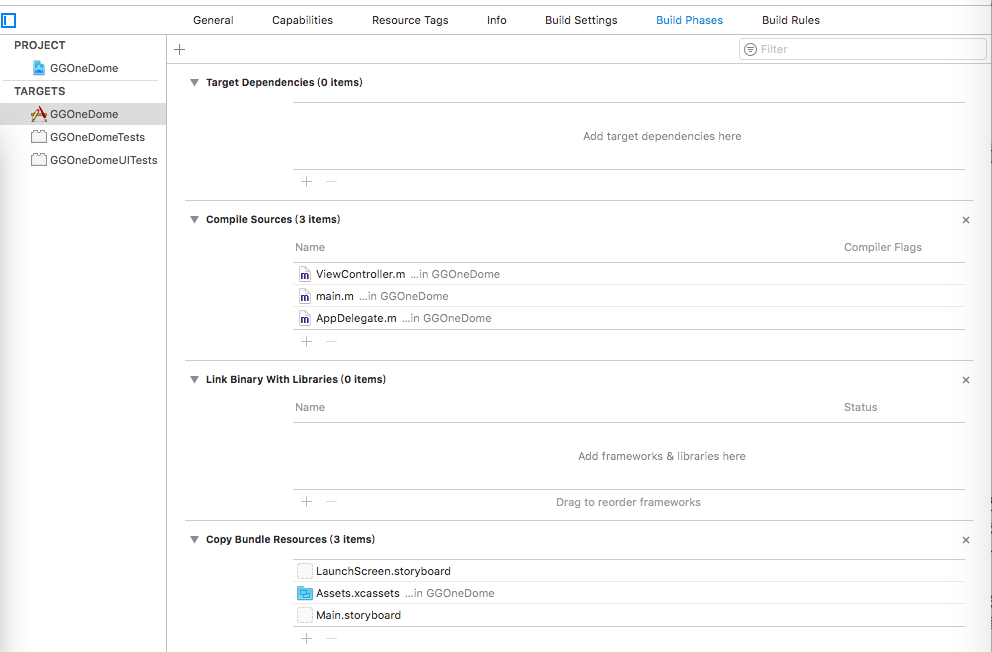 General Capabilities Resource Tags Info Build Settings Build Phases Build Rules
PROJECT
GGOneDome
TARGETS
GGOneDome
GGOneDomeTests
GGOneDomeUITests
Filter
Target Dependencies (0 items)
Add target dependencies here
Compile Sources (3 items)
Name Compiler Flags
ViewController.m ...in GGOneDome
main.m ...in GGOneDome
AppDelegate.m ...in GGOneDome
Link Binary With Libraries (0 items)
Name Status
Add frameworks & libraries here
Drag to reorder frameworks
Copy Bundle Resources (3 items)
LaunchScreen.storyboard
Assets.xcassets ...in GGOneDome
Main.storyboard